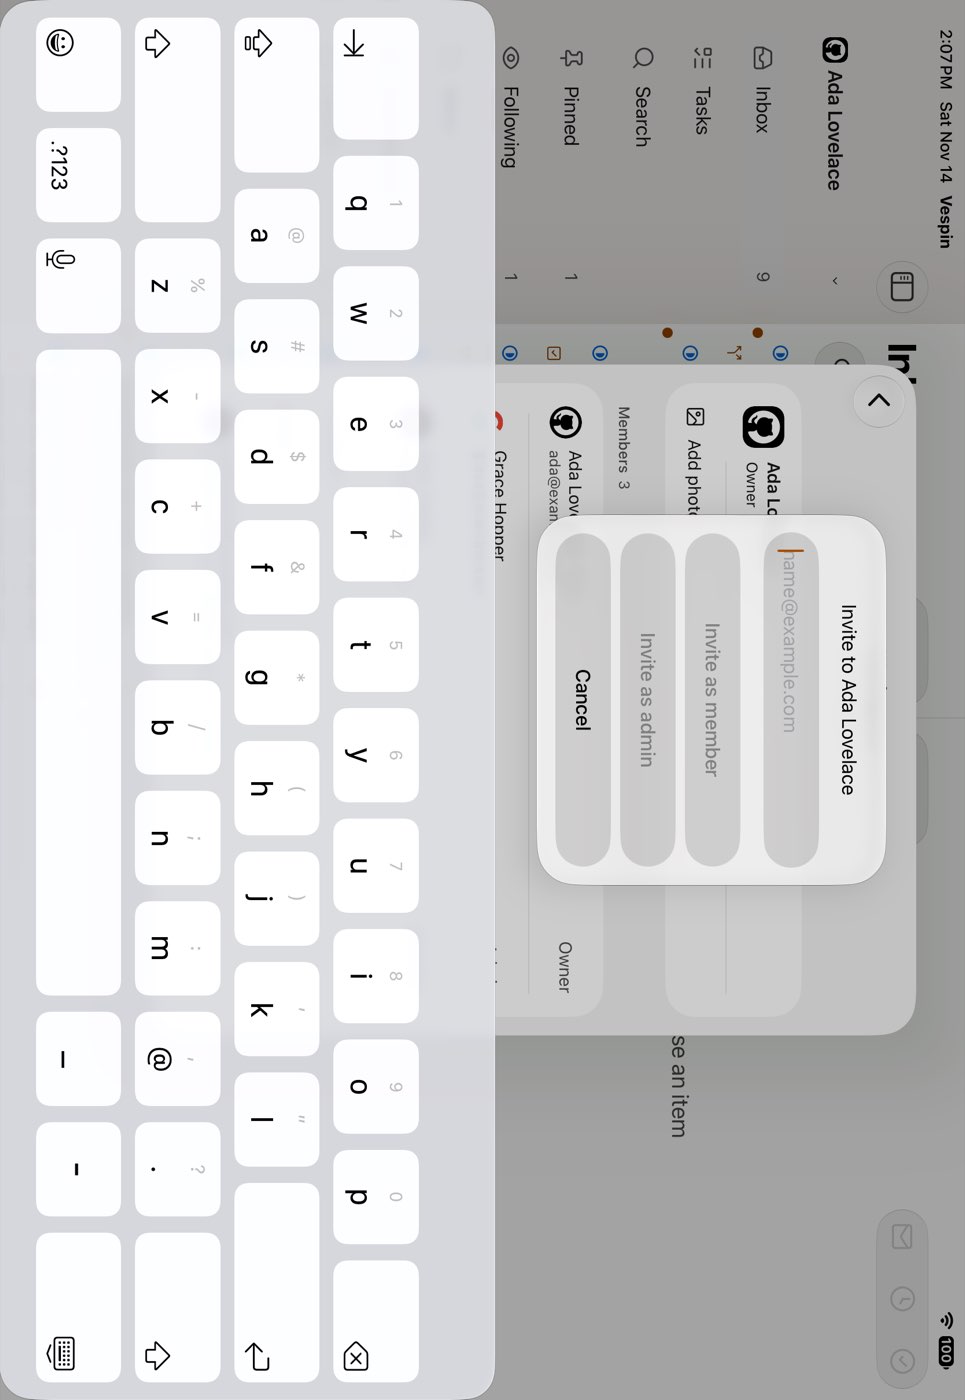 2:07 PM Sat Nov 14 Vespin
100
Ada Lovelace
Inbox 9
Tasks
Search
Pinned 1
Following 1
Ada Lo
Owner
Add phot
Members 3
Ada Lov
ada@exam
Owner
Grace Hopper
se an item
Invite to Ada Lovelace
name@example.com
Invite as member
Invite as admin
Cancel
1 2 3 4 5 6 7 8 9 0
q w e r t y u i o p
@ # $ & * ( ) ' "
a s d f g h j k l
% - + = / ; : , ?
z x c v b n m @ .
.?123 _ -